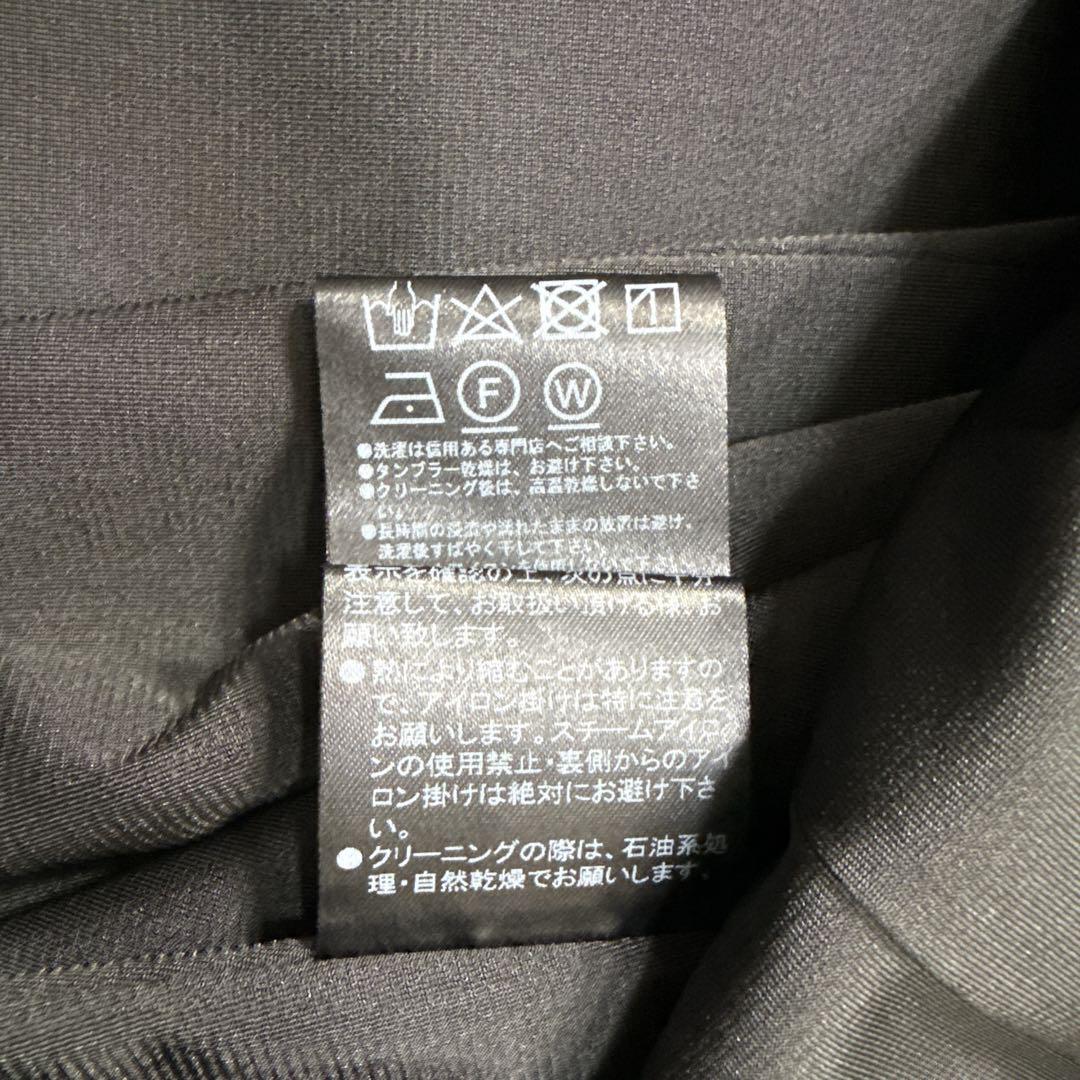 F W
●洗濯は信用ある専門店へご相談下さい。
●タンブラー乾燥は、お避け下さい。
●クリーニング後は、高温乾燥しないで下さ
い。
●長時間の浸漬や濡れたままの放置は避け、
洗濯後すばやく干して下さい。
表示を確認の上、次の点に十分
注意して、お取扱い頂ける様、お
願い致します。
●熱により縮むことがありますの
で、アイロン掛けは特に注意を
お願いします。スチームアイロ
ンの使用禁止・裏側からのアイ
ロン掛けは絶対にお避け下さ
い。
●クリーニングの際は、石油系処
理・自然乾燥でお願いします。